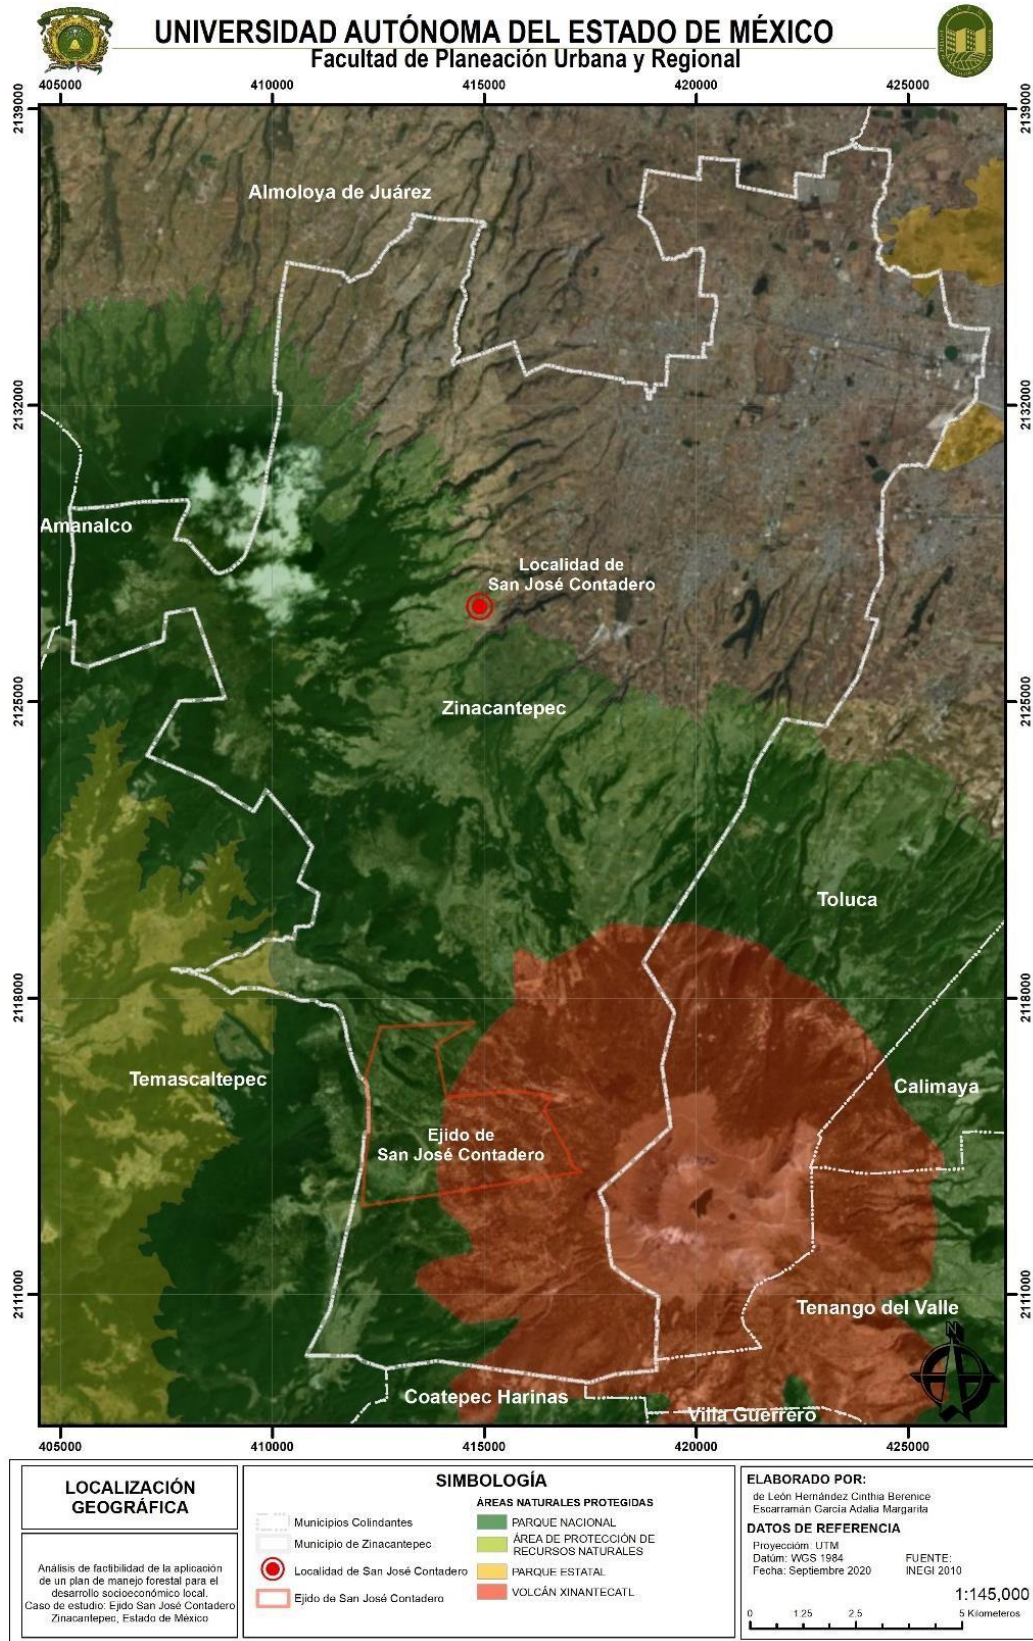 UNIVERSIDAD AUTÓNOMA DEL ESTADO DE MÉXICO
Facultad de Planeación Urbana y Regional
405000 410000 415000 420000 425000
2139000 2139000
Almoloya de Juárez
2132000 2132000
Amanalco
Localidad de
San José Contadero
2125000 2125000
Zinacantepec
Toluca
2118000 2118000
Temascaltepec
Calimaya
Ejido de
San José Contadero
2111000 2111000
Tenango del Valle
N
Coatepec Harinas
Villa Guerrero
405000 410000 415000 420000 425000
LOCALIZACIÓN
GEOGRÁFICA
Análisis de factibilidad de la aplicación
de un plan de manejo forestal para el
desarrollo socioeconómico local.
Caso de estudio: Ejido San José Contadero
Zinacantepec, Estado de México
SIMBOLOGÍA
Municipios Colindantes
Municipio de Zinacantepec
Localidad de San José Contadero
Ejido de San José Contadero
ÁREAS NATURALES PROTEGIDAS
PARQUE NACIONAL
ÁREA DE PROTECCIÓN DE
RECURSOS NATURALES
PARQUE ESTATAL
VOLCÁN XINANTECATL
ELABORADO POR:
de León Hernández Cinthia Berenice
Escarramán García Adalia Margarita
DATOS DE REFERENCIA
Proyección: UTM
Datúm: WGS 1984
Fecha: Septiembre 2020
FUENTE:
INEGI 2010
1:145,000
0 1.25 2.5 5 Kilometeros